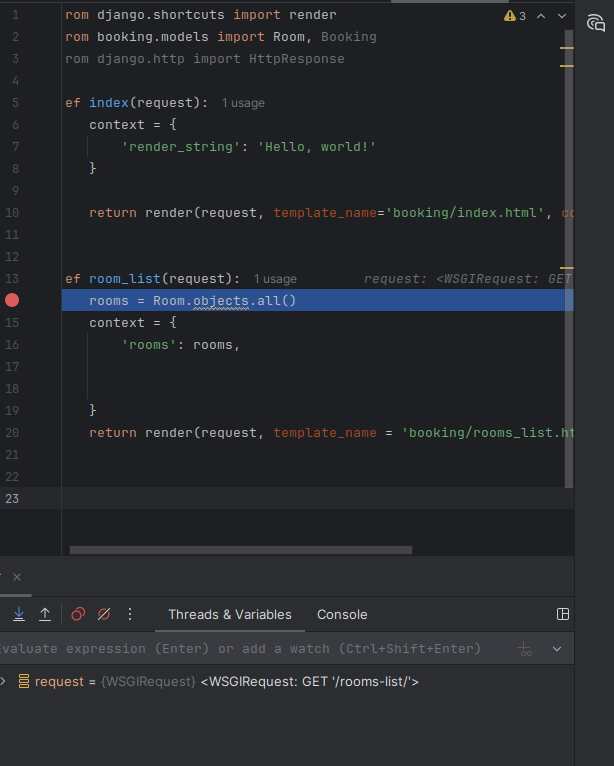 1 rom django.shortcuts import render
3
2 rom booking.models import Room, Booking
3 rom django.http import HttpResponse
4
5 ef index(request): 1 usage
6 context = {
7 'render_string': 'Hello, world!'
8 }
9
10 return render(request, template_name='booking/index.html', co
11
12
13 ef room_list(request): 1 usage request: <WSGIRequest: GET
rooms = Room.objects.all()
15 context = {
16 'rooms': rooms,
17
18
19 }
20 return render(request, template_name = 'booking/rooms_list.ht
21
22
23
Threads & Variables Console
Evaluate expression (Enter) or add a watch (Ctrl+Shift+Enter)
request = {WSGIRequest} <WSGIRequest: GET '/rooms-list/'>